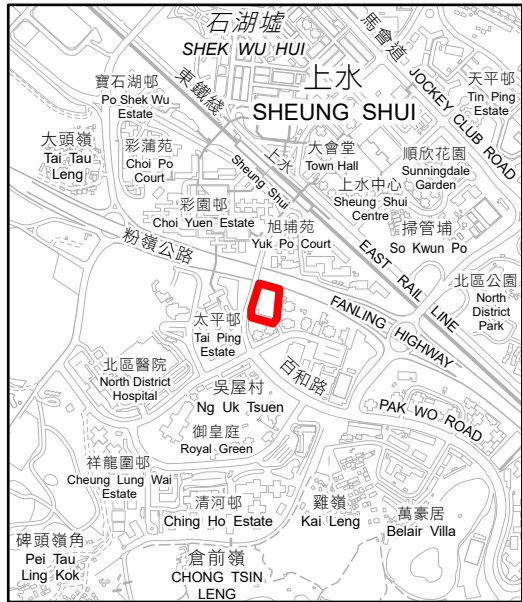 石湖墟
SHEK WU HUI
馬會道 JOCKEY CLUB ROAD
天平邨
Tin Ping
Estate
寶石湖邨
Po Shek Wu
Estate
東鐵綫
上水
SHEUNG SHUI
大頭嶺
Tai Tau
Leng
彩蒲苑
Choi Po
Court
上水
Sheung Shui
大會堂
Town Hall
順欣花園
Sunningdale
Garden
上水中心
Sheung Shui
Centre
彩園邨
Choi Yuen Estate
旭埔苑
Yuk Po Court
掃管埔
So Kwun Po
粉嶺公路
EAST RAIL LINE
北區公園
North
District
Park
FANLING HIGHWAY
太平邨
Tai Ping
Estate
北區醫院
North District
Hospital
百和路
吳屋村
Ng Uk Tsuen
PAK WO ROAD
御皇庭
Royal Green
祥龍圍邨
Cheung Lung Wai
Estate
清河邨
Ching Ho Estate
雞嶺
Kai Leng
萬豪居
Belair Villa
碑頭嶺角
Pei Tau
Ling Kok
倉前嶺
CHONG TSIN
LENG